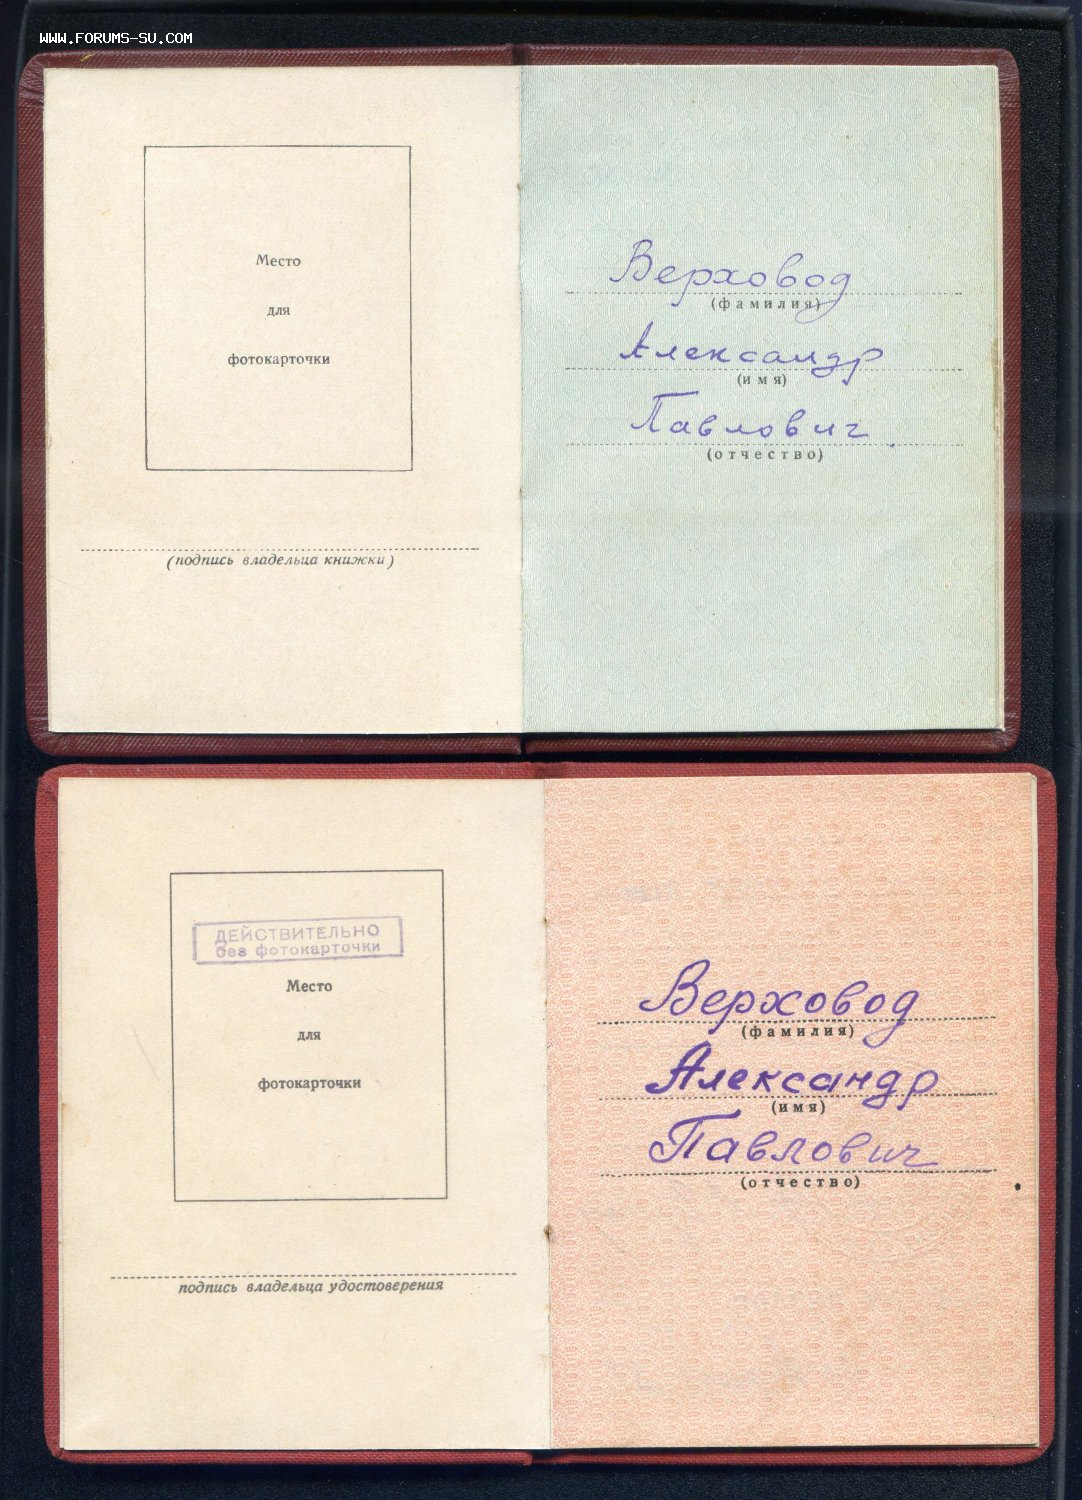 WWW.FORUMS-SU.COM
Место
для
фотокарточки
(подпись владельца книжки)
Верховод
(фамилия)
Александр
(имя)
Павлович
(отчество)
ДЕЙСТВИТЕЛЬНО
без фотокарточки
Место
для
фотокарточки
подпись владельца удостоверения
Верховод
(фамилия)
Александр
(имя)
Павлович
(отчество)